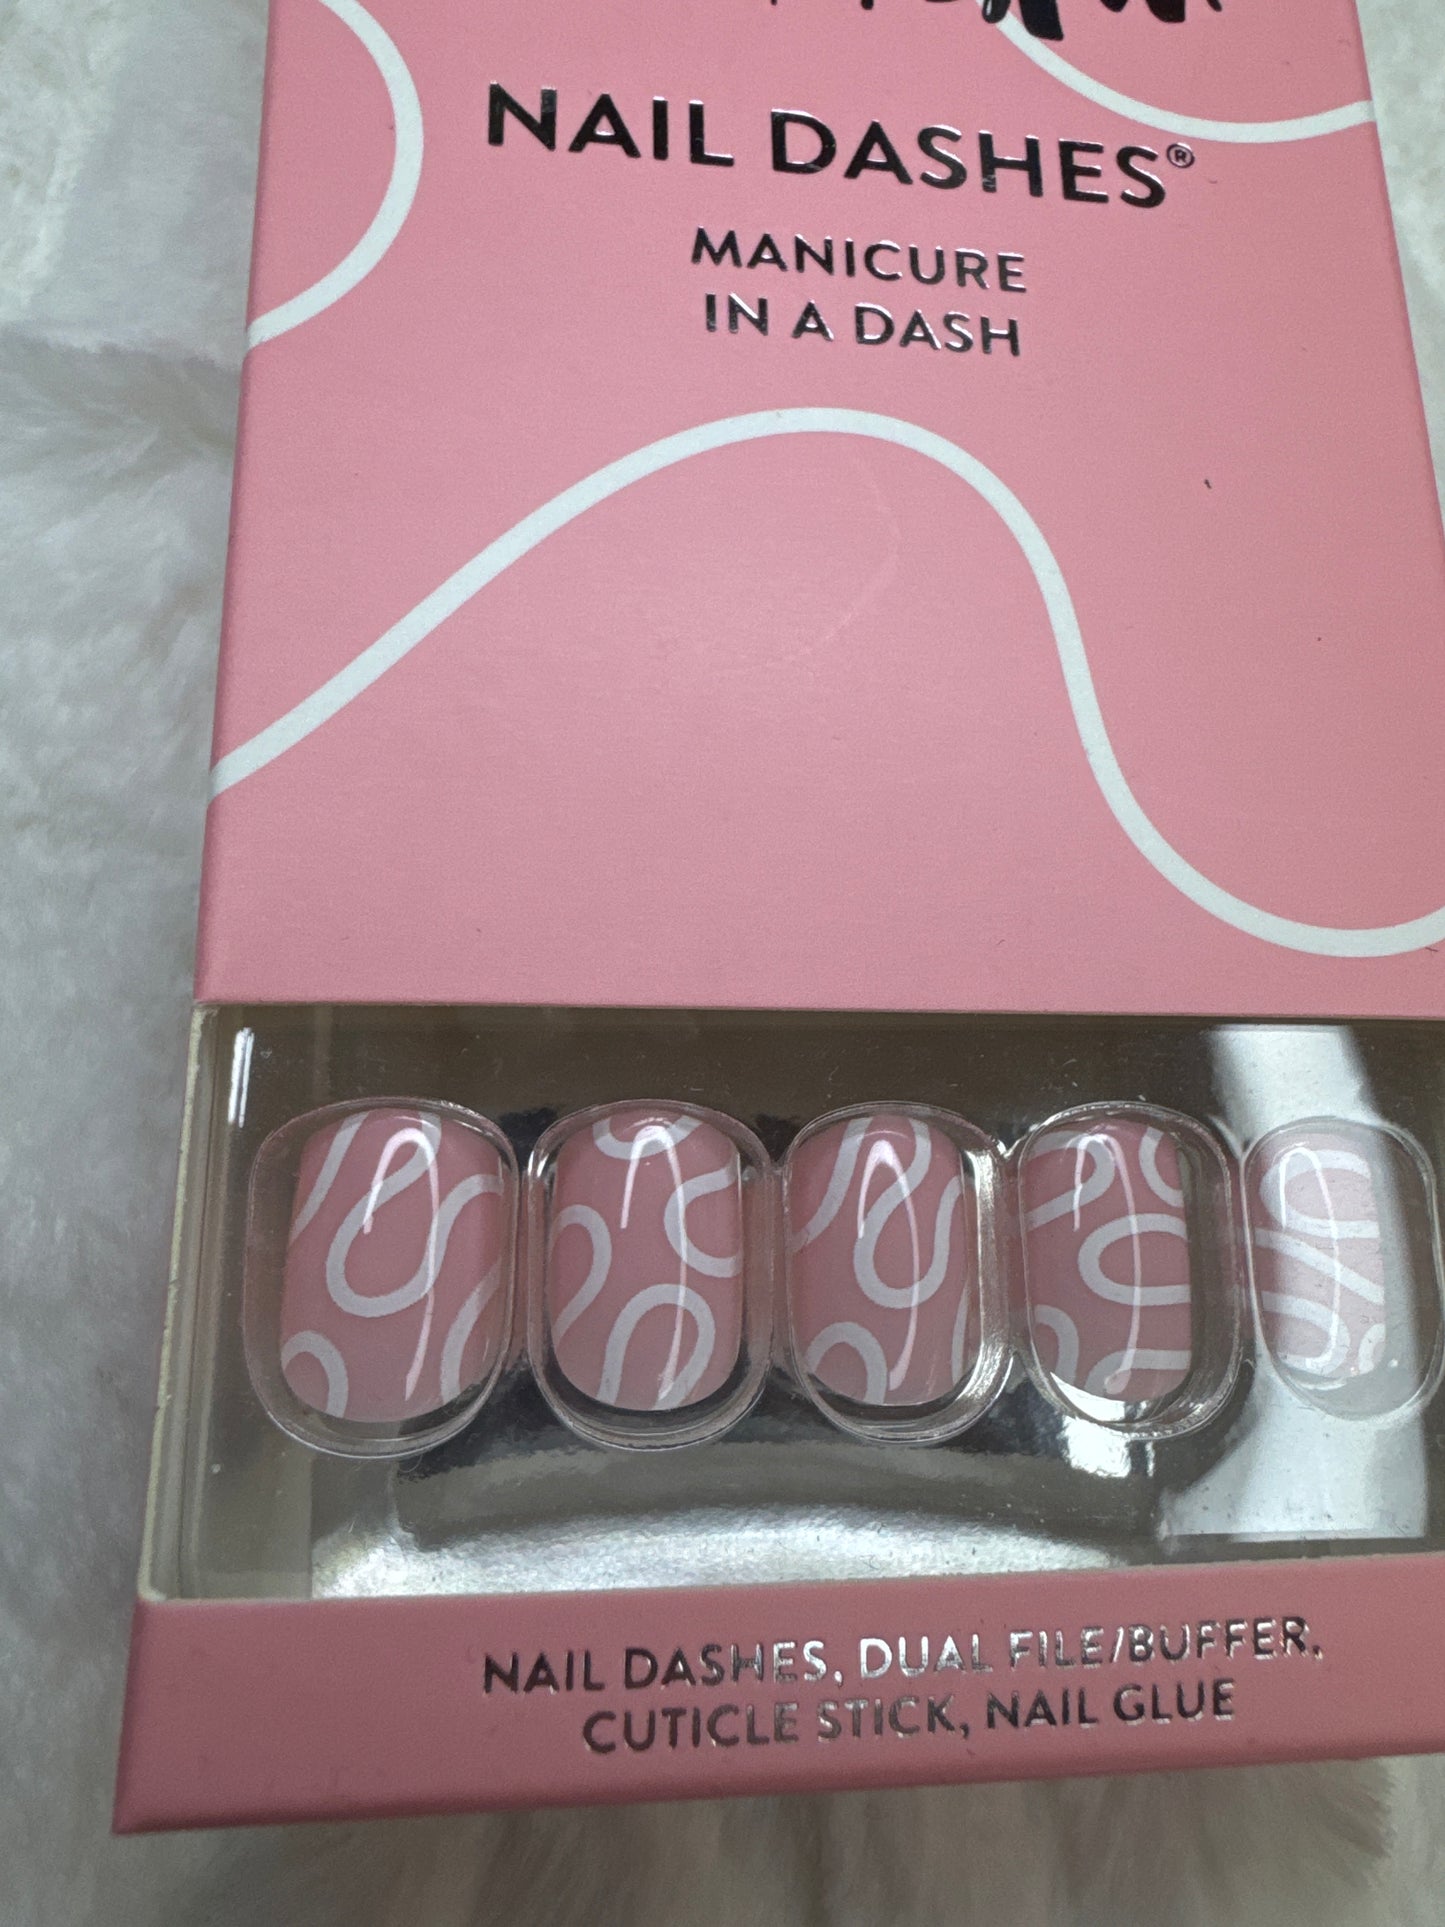 NAIL DASHES®
MANICURE
IN A DASH
NAIL DASHES, DUAL FILE/BUFFER,
CUTICLE STICK, NAIL GLUE